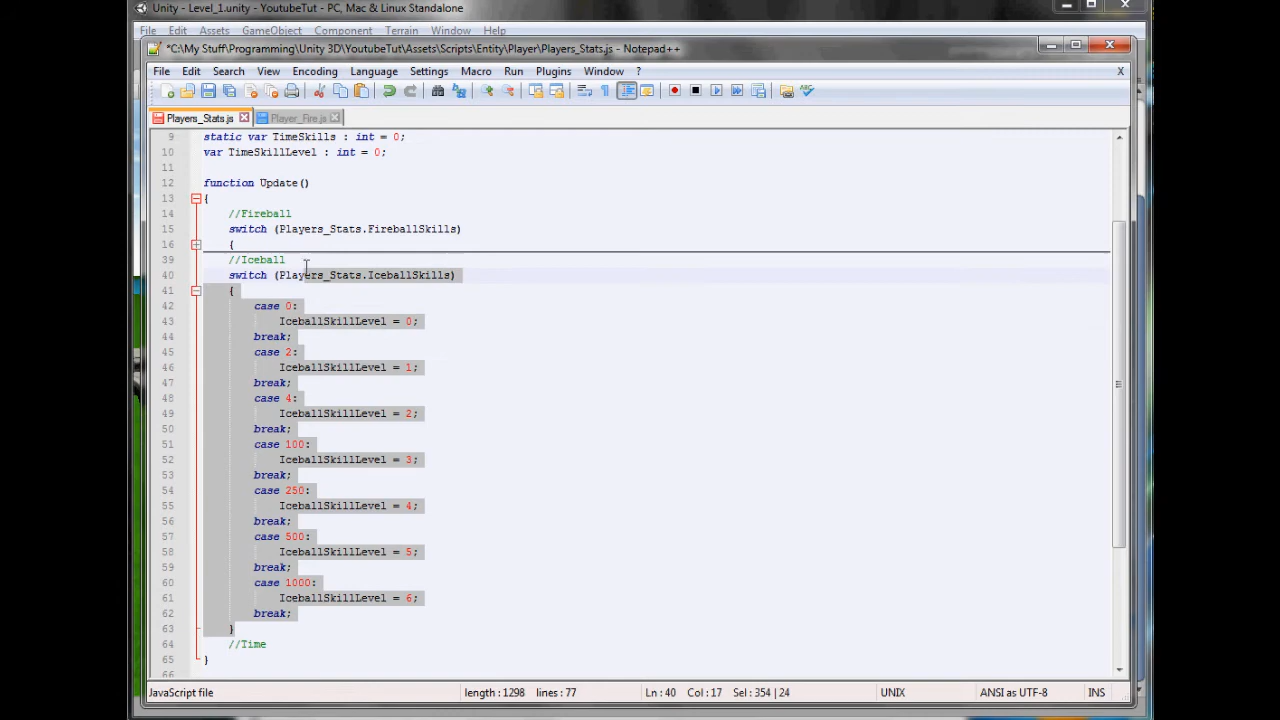 Unity - Level_1.unity - YoutubeTut - PC, Mac & Linux Standalone
File Edit Assets GameObject Component Terrain Window Help
*C:\My Stuff\Programming\Unity 3D\YoutubeTut\Assets\Scripts\Entity\Player\Players_Stats.js - Notepad++
File Edit Search View Encoding Language Settings Macro Run Plugins Window ? X
Players_Stats.js Player_Fire.js
9 static var TimeSkills : int = 0;
10 var TimeSkillLevel : int = 0;
11
12 function Update()
13 {
14 //Fireball
15 switch (Players_Stats.FireballSkills)
16 {
39 //Iceball
40 switch (Players_Stats.IceballSkills)
41 {
42 case 0:
43 IceballSkillLevel = 0;
44 break;
45 case 2:
46 IceballSkillLevel = 1;
47 break;
48 case 4:
49 IceballSkillLevel = 2;
50 break;
51 case 100:
52 IceballSkillLevel = 3;
53 break;
54 case 250:
55 IceballSkillLevel = 4;
56 break;
57 case 500:
58 IceballSkillLevel = 5;
59 break;
60 case 1000:
61 IceballSkillLevel = 6;
62 break;
63 }
64 //Time
65 }
66
JavaScript file length : 1298 lines : 77 Ln : 40 Col : 17 Sel : 354 | 24 UNIX ANSI as UTF-8 INS